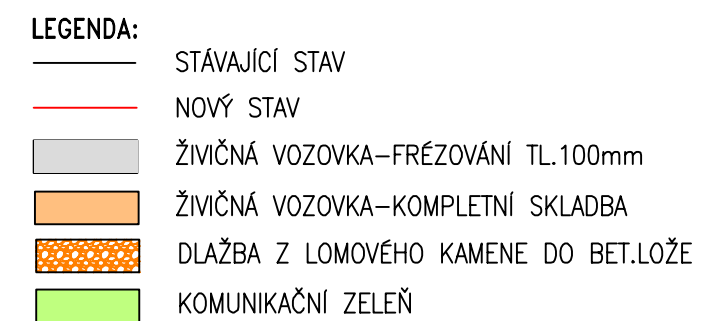 LEGENDA:
STÁVAJÍCÍ STAV
NOVÝ STAV
ŽIVIČNÁ VOZOVKA–FRÉZOVÁNÍ TL.100mm
ŽIVIČNÁ VOZOVKA–KOMPLETNÍ SKLADBA
DLAŽBA Z LOMOVÉHO KAMENE DO BET.LOŽE
KOMUNIKAČNÍ ZELEŇ